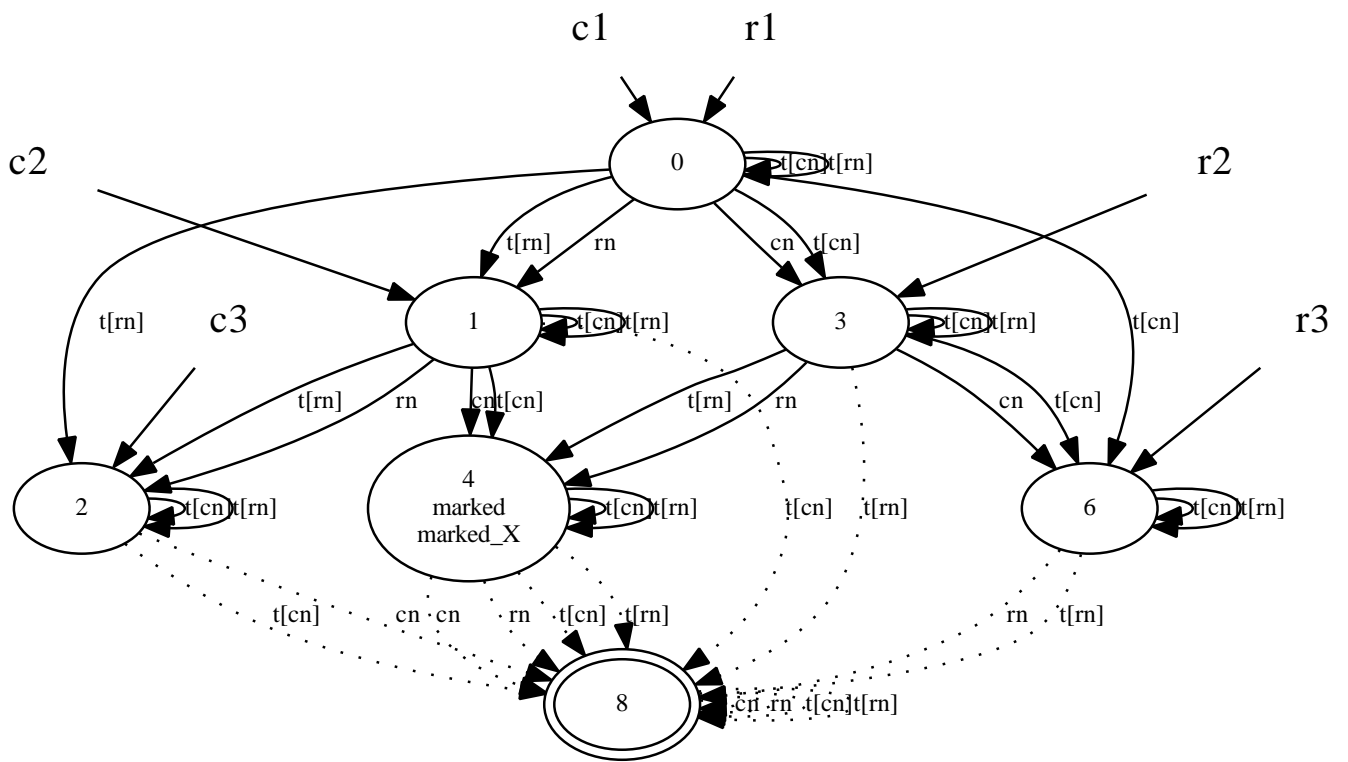 c1 r1
c2 0 t[cn] t[rn] r2
t[rn] rn cn t[cn]
t[rn] c3 1 t[cn] t[rn] 3 t[cn] t[rn] t[cn] r3
t[rn] rn cn t[cn] t[rn] rn cn t[cn]
4
2 t[cn] t[rn] marked t[cn] t[rn] t[cn] t[rn] 6 t[cn] t[rn]
marked_X
t[cn] cn cn rn t[cn] t[rn] rn t[rn]
8 cn rn t[cn] t[rn]